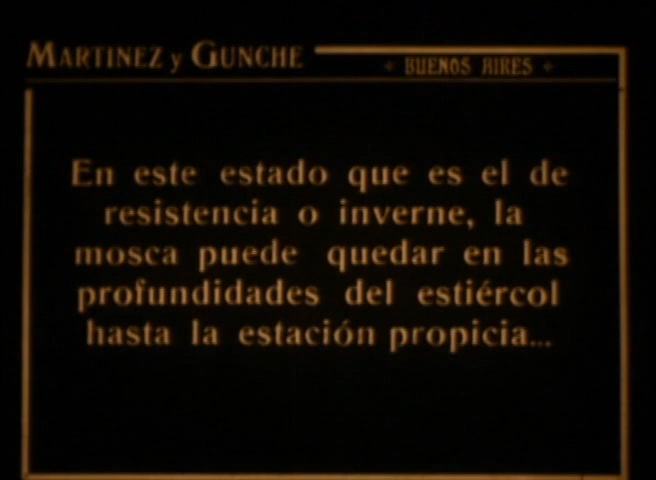 MARTINEZ y GUNCHE
BUENOS AIRES
En este estado que es el de
resistencia o inverne, la
mosca puede quedar en las
profundidades del estiércol
hasta la estación propicia...